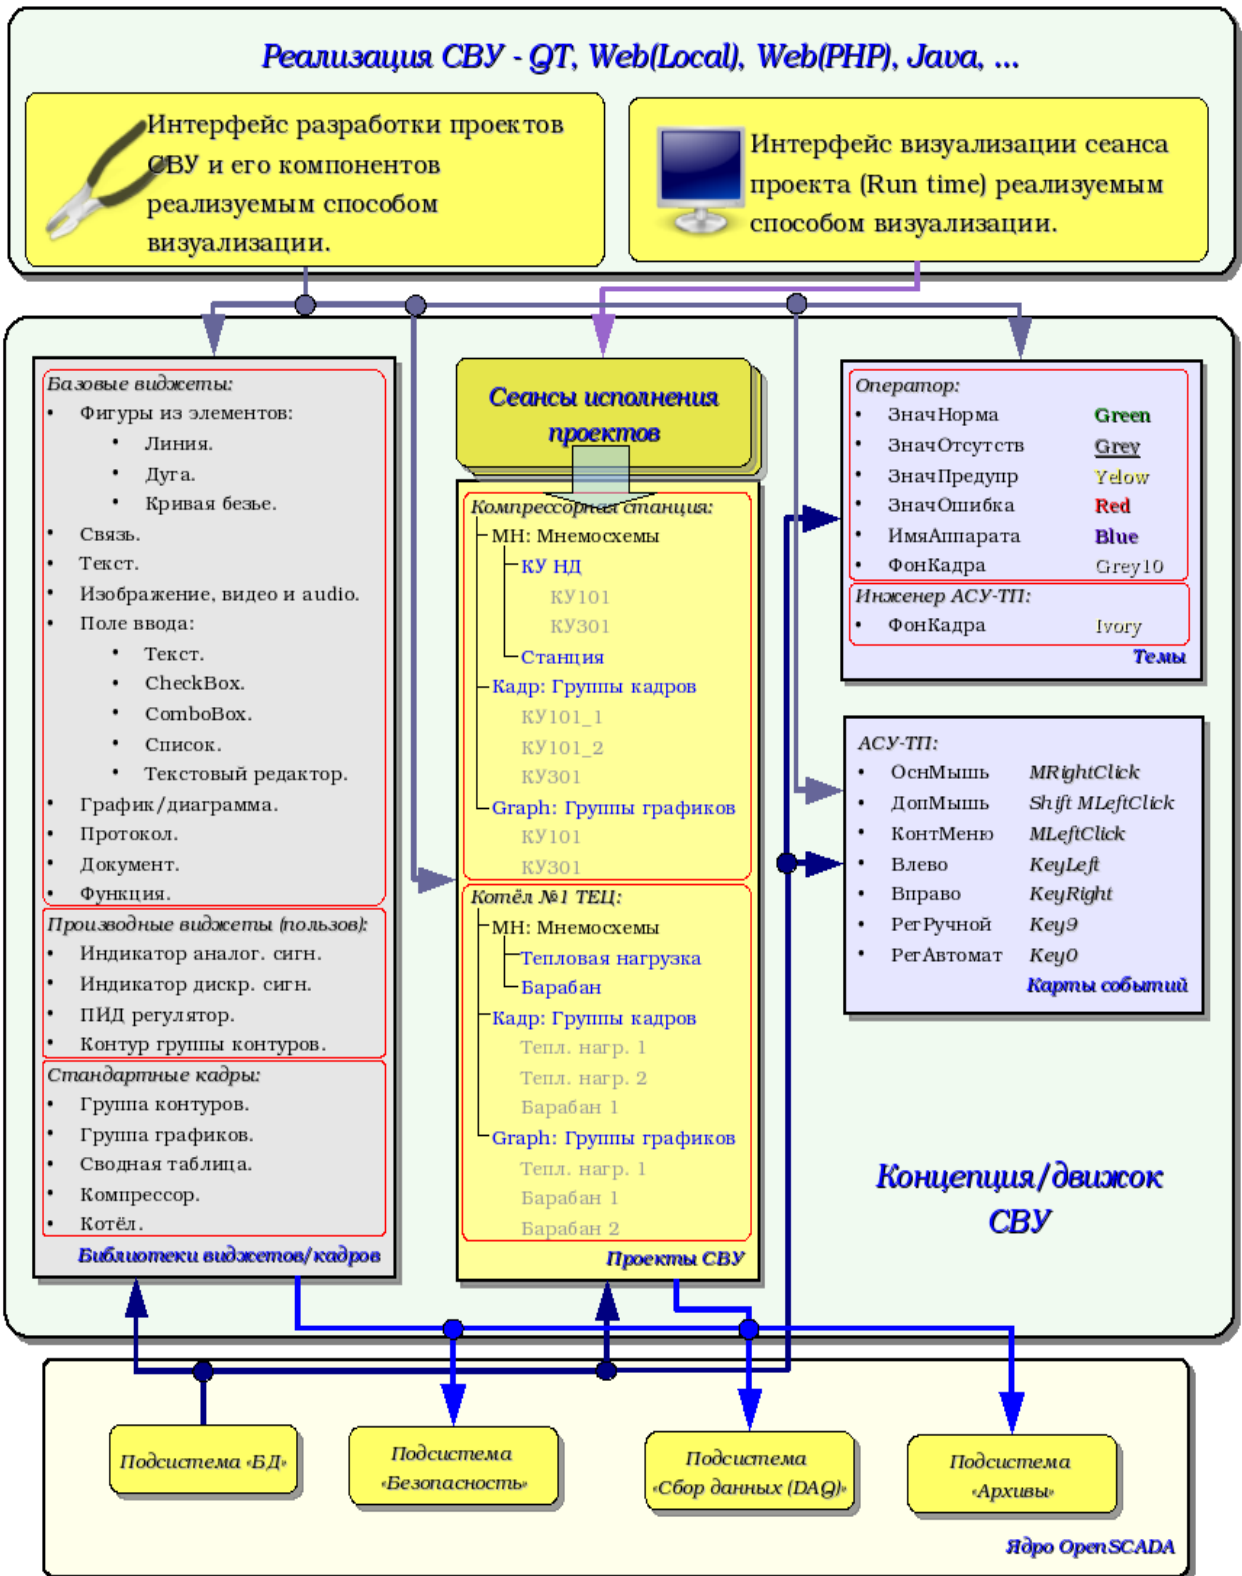 Реализация СВУ - QT, Web(Local), Web(PHP), Java, ...
Интерфейс разработки проектов
СВУ и его компонентов
реализуемым способом
визуализации.
Интерфейс визуализации сеанса
проекта (Run time) реализуемым
способом визуализации.
Базовые виджеты:
• Фигуры из элементов:
• Линия.
• Дуга.
• Кривая безье.
• Связь.
• Текст.
• Изображение, видео и audio.
• Поле ввода:
• Текст.
• CheckBox.
• ComboBox.
• Список.
• Текстовый редактор.
• График/диаграмма.
• Протокол.
• Документ.
• Функция.
Производные виджеты (пользов):
• Индикатор аналог. сигн.
• Индикатор дискр. сигн.
• ПИД регулятор.
• Контур группы контуров.
Стандартные кадры:
• Группа контуров.
• Группа графиков.
• Сводная таблица.
• Компрессор.
• Котёл.
Библиотеки виджетов/кадров
Сеансы исполнения
проектов
Компрессорная станция:
МН: Мнемосхемы
КУ НД
КУ101
КУ301
Станция
Кадр: Группы кадров
КУ101_1
КУ101_2
КУ301
Graph: Группы графиков
КУ101
КУ301
Котёл №1 ТЕЦ:
МН: Мнемосхемы
Тепловая нагрузка
Барабан
Кадр: Группы кадров
Тепл. нагр. 1
Тепл. нагр. 2
Барабан 1
Graph: Группы графиков
Тепл. нагр. 1
Барабан 1
Барабан 2
Проекты СВУ
Оператор:
• ЗначНорма Green
• ЗначОтсутств Grey
• ЗначПредупр Yelow
• ЗначОшибка Red
• ИмяАппарата Blue
• ФонКадра Grey10
Инженер АСУ-ТП:
• ФонКадра Ivory
Темы
АСУ-ТП:
• ОснМышь MRightClick
• ДопМышь Shift MLeftClick
• КонтМеню MLeftClick
• Влево KeyLeft
• Вправо KeyRight
• РегРучной Key9
• РегАвтомат Key0
Карты событий
Концепция/движок
СВУ
Подсистема «БД»
Подсистема
«Безопасность»
Подсистема
«Сбор данных (DAQ)»
Подсистема
«Архивы»
Ядро OpenSCADA